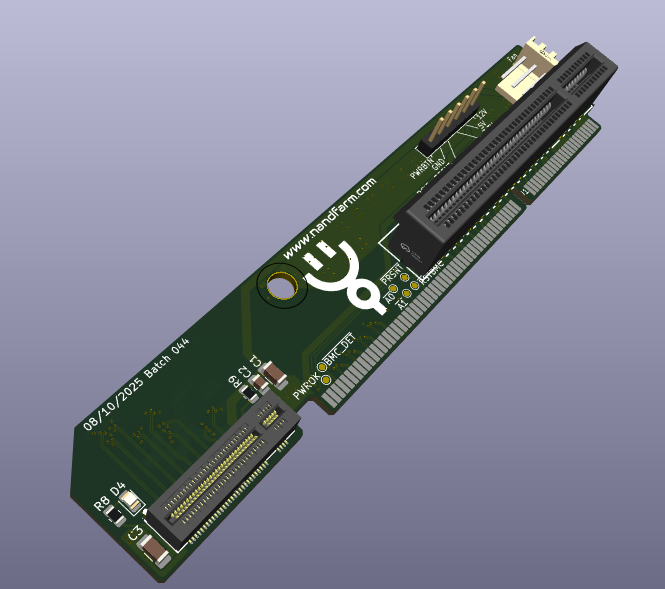 Fan
12V
5V
PWRBTN
GND
www.nandfarm.com
PRSNT
A0
A1
BMC_DET
PWROK
C1
C2
R9
08/10/2025 Batch 044
D4
R8
C3